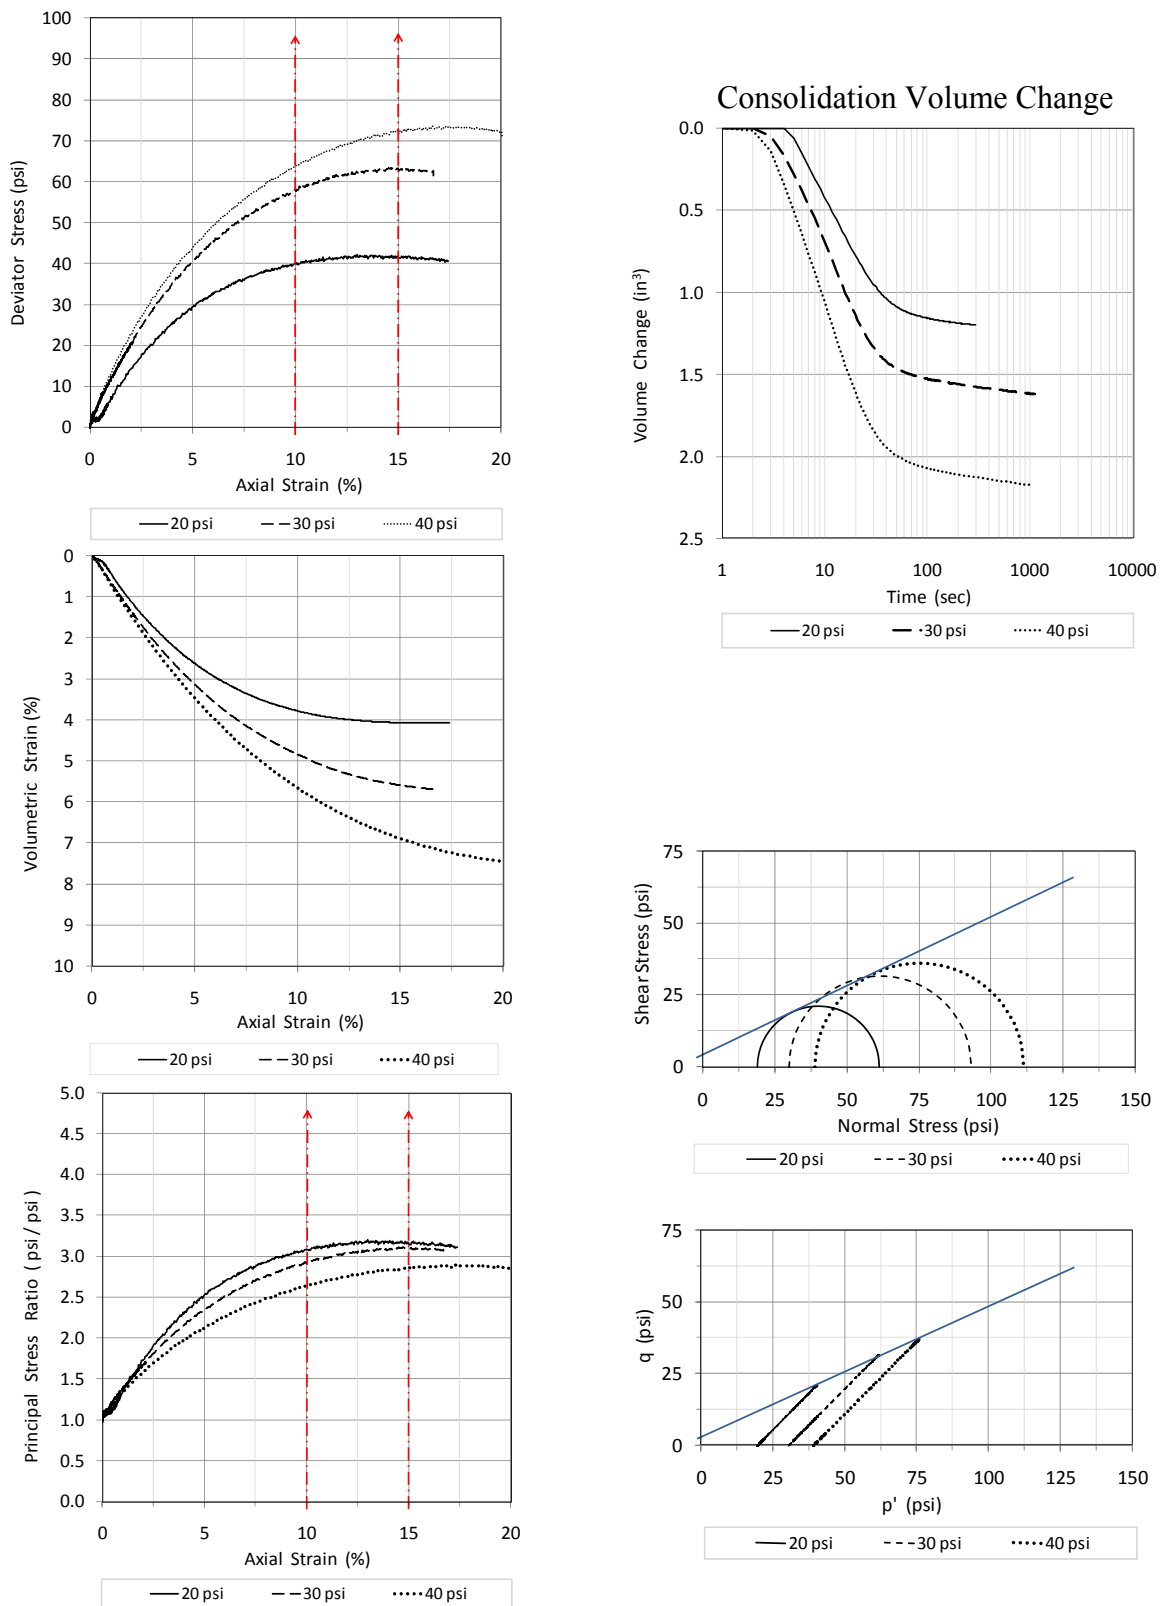 100
90
80
70
60
50
40
30
20
10
0
Deviator Stress (psi)
0 5 10 15 20
Axial Strain (%)
20 psi 30 psi 40 psi
Consolidation Volume Change
0.0
0.5
1.0
1.5
2.0
2.5
Volume Change (in³)
1 10 100 1000 10000
Time (sec)
20 psi 30 psi 40 psi
0
1
2
3
4
5
6
7
8
9
10
Volumetric Strain (%)
0 5 10 15 20
Axial Strain (%)
20 psi 30 psi 40 psi
75
50
25
0
Shear Stress (psi)
0 25 50 75 100 125 150
Normal Stress (psi)
20 psi 30 psi 40 psi
5.0
4.5
4.0
3.5
3.0
2.5
2.0
1.5
1.0
0.5
0.0
Principal Stress Ratio ( psi / psi )
0 5 10 15 20
Axial Strain (%)
20 psi 30 psi 40 psi
75
50
25
0
q (psi)
0 25 50 75 100 125 150
p' (psi)
20 psi 30 psi 40 psi